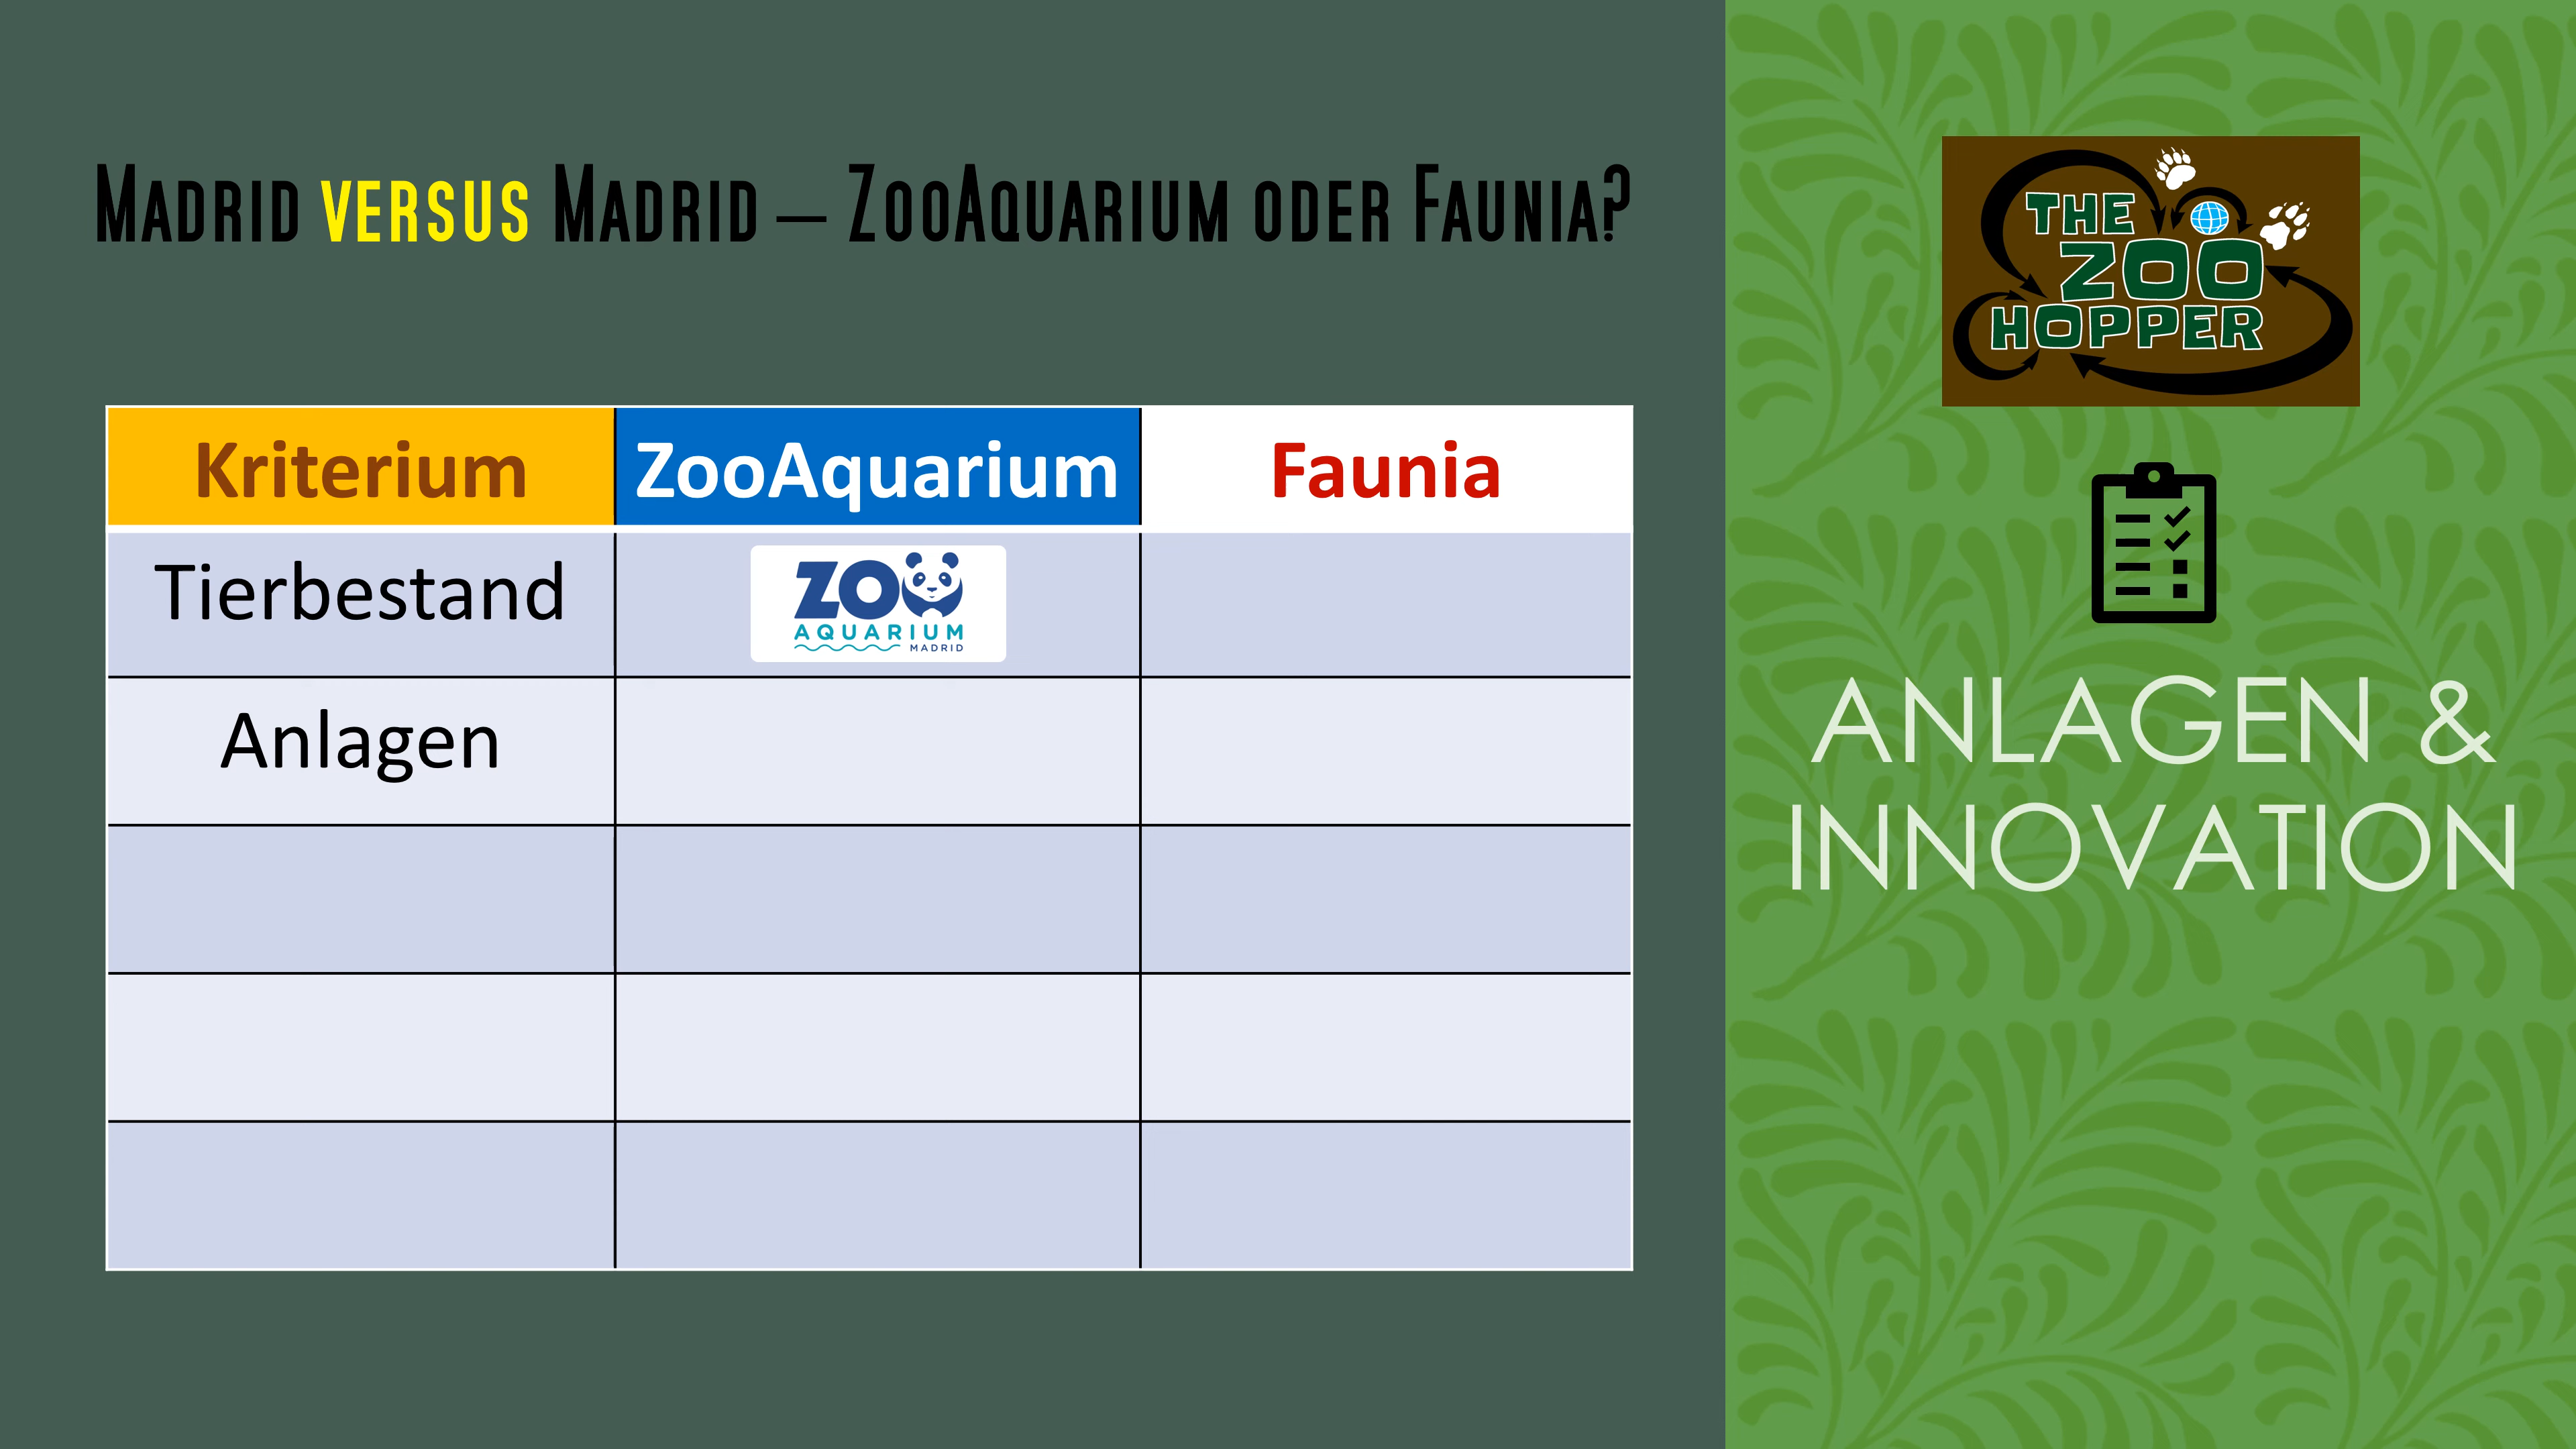 Madrid versus Madrid – ZooAquarium oder Faunia?
Kriterium ZooAquarium Faunia
Tierbestand
ZOO
AQUARIUM
MADRID
Anlagen
THE
ZOO
HOPPER
ANLAGEN &
INNOVATION